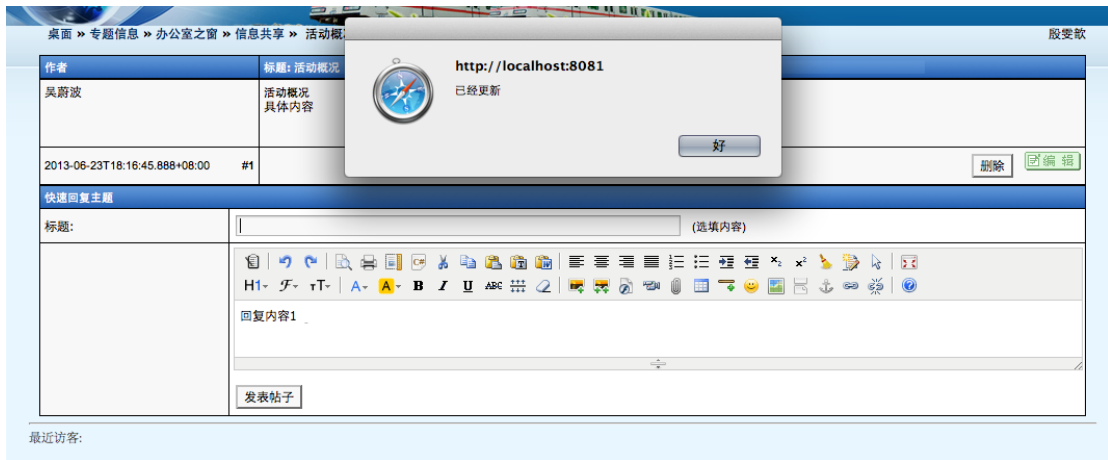 桌面 » 专题信息 » 办公室之窗 » 信息共享 » 活动概
殷雯歆
http://localhost:8081
已经更新
好
作者
标题: 活动概况
吴蔚波
活动概况
具体内容
2013-06-23T18:16:45.888+08:00 #1
删除
编 辑
快速回复主题
标题:
(选填内容)
H1 F тT A A B I U ABC
回复内容1
发表帖子
最近访客: